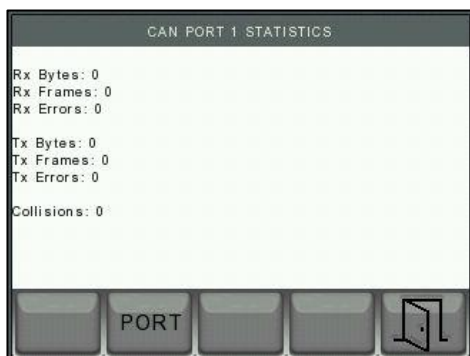 CAN PORT 1 STATISTICS
Rx Bytes: 0
Rx Frames: 0
Rx Errors: 0
Tx Bytes: 0
Tx Frames: 0
Tx Errors: 0
Collisions: 0
PORT